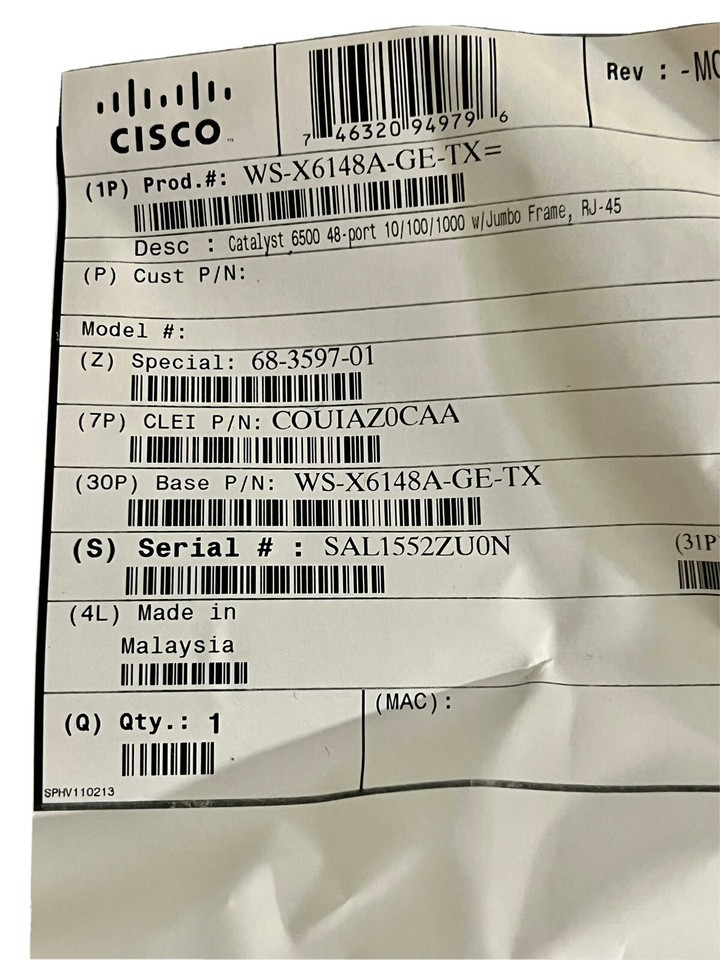 CISCO™
7 46320 94979 6
Rev : -M0
(1P) Prod.#: WS-X6148A-GE-TX=
Desc : Catalyst 6500 48-port 10/100/1000 w/Jumbo Frame, RJ-45
(P) Cust P/N:
Model #:
(Z) Special: 68-3597-01
(7P) CLEI P/N: COUIAZ0CAA
(30P) Base P/N: WS-X6148A-GE-TX
(S) Serial # : SAL1552ZU0N
(31P
(4L) Made in
Malaysia
(Q) Qty.: 1
(MAC) :
SPHV110213